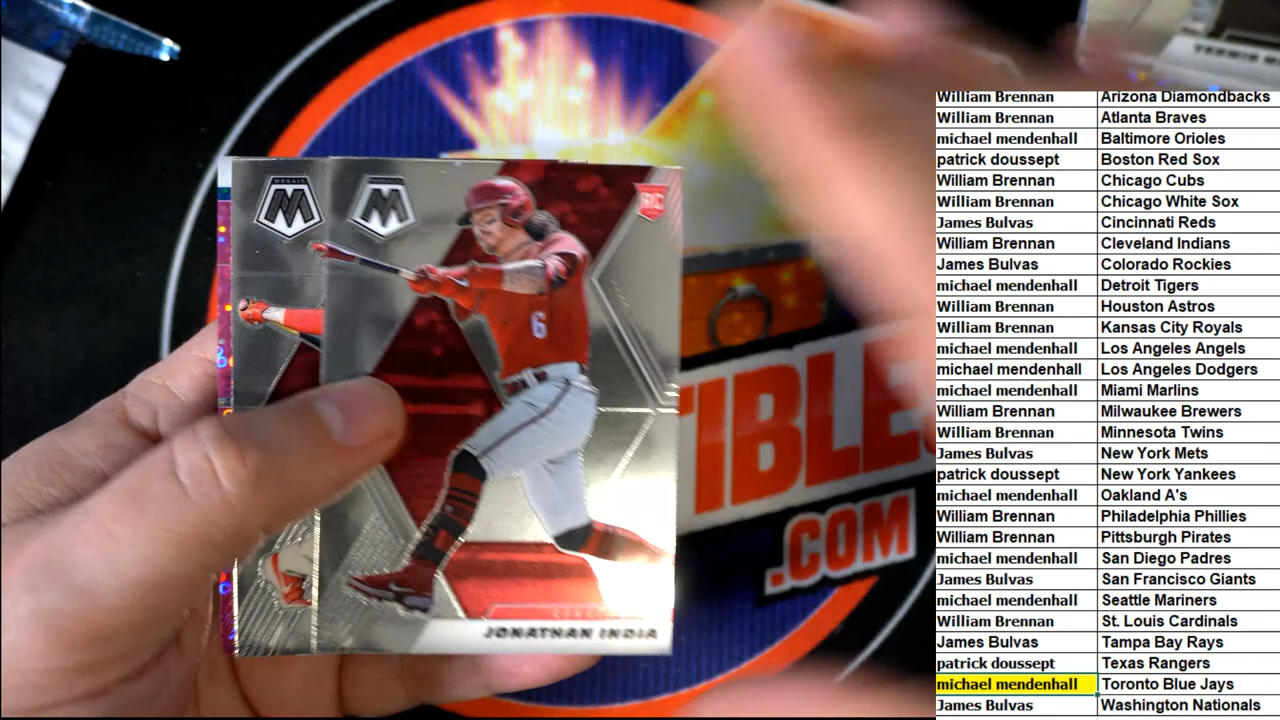 MOSAIC
RC
6
JONATHAN INDIA
TIBLE
.COM
William Brennan Arizona Diamondbacks
William Brennan Atlanta Braves
michael mendenhall Baltimore Orioles
patrick doussept Boston Red Sox
William Brennan Chicago Cubs
William Brennan Chicago White Sox
James Bulvas Cincinnati Reds
William Brennan Cleveland Indians
James Bulvas Colorado Rockies
michael mendenhall Detroit Tigers
William Brennan Houston Astros
William Brennan Kansas City Royals
michael mendenhall Los Angeles Angels
michael mendenhall Los Angeles Dodgers
michael mendenhall Miami Marlins
William Brennan Milwaukee Brewers
William Brennan Minnesota Twins
James Bulvas New York Mets
patrick doussept New York Yankees
michael mendenhall Oakland A's
William Brennan Philadelphia Phillies
William Brennan Pittsburgh Pirates
michael mendenhall San Diego Padres
James Bulvas San Francisco Giants
michael mendenhall Seattle Mariners
William Brennan St. Louis Cardinals
James Bulvas Tampa Bay Rays
patrick doussept Texas Rangers
michael mendenhall Toronto Blue Jays
James Bulvas Washington Nationals